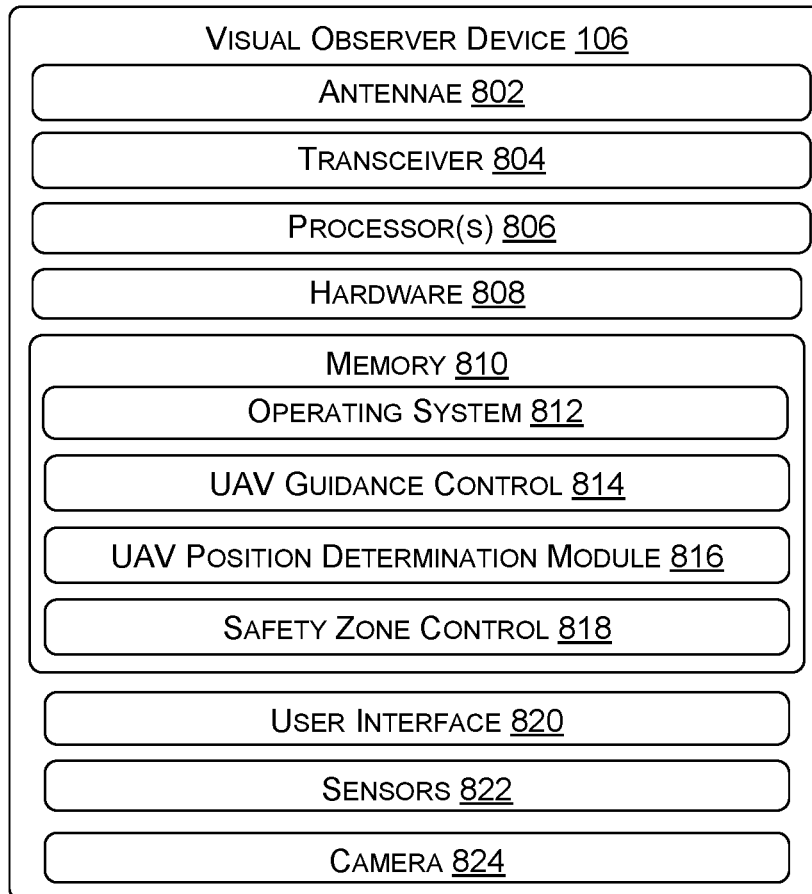 VISUAL OBSERVER DEVICE 106
ANTENNAE 802
TRANSCEIVER 804
PROCESSOR(S) 806
HARDWARE 808
MEMORY 810
OPERATING SYSTEM 812
UAV GUIDANCE CONTROL 814
UAV POSITION DETERMINATION MODULE 816
SAFETY ZONE CONTROL 818
USER INTERFACE 820
SENSORS 822
CAMERA 824